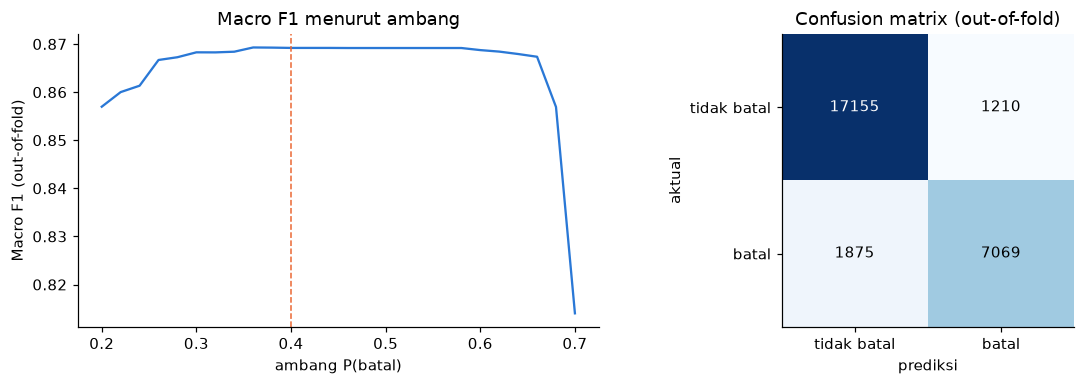 Macro F1 menurut ambang
Macro F1 (out-of-fold)
0.87
0.86
0.85
0.84
0.83
0.82
0.2 0.3 0.4 0.5 0.6 0.7
ambang P(batal)
Confusion matrix (out-of-fold)
aktual
tidak batal 17155 1210
batal 1875 7069
tidak batal batal
prediksi